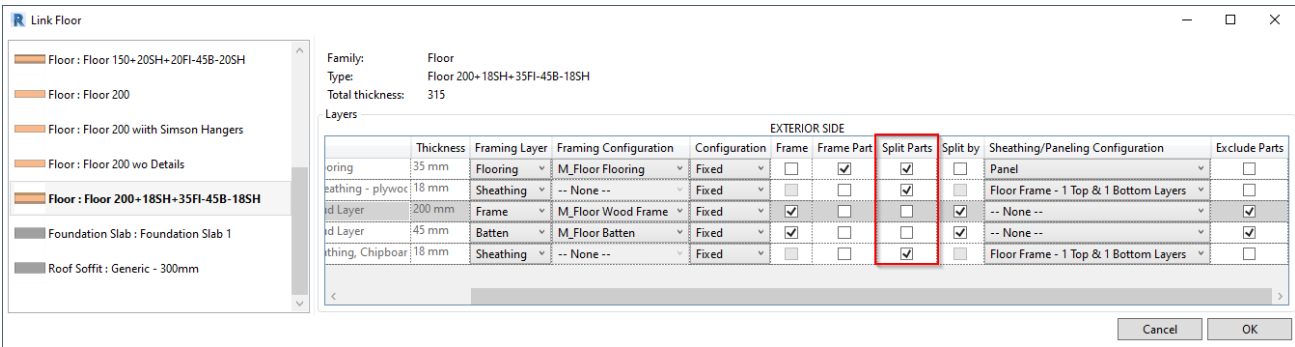 Link Floor
Floor : Floor 150+20SH+20FI-45B-20SH
Floor : Floor 200
Floor : Floor 200 wiith Simson Hangers
Floor : Floor 200 wo Details
Floor : Floor 200+18SH+35FI-45B-18SH
Foundation Slab : Foundation Slab 1
Roof Soffit : Generic - 300mm
Family: Floor
Type: Floor 200+18SH+35FI-45B-18SH
Total thickness: 315
Layers
EXTERIOR SIDE
Thickness Framing Layer Framing Configuration Configuration Frame Frame Part Split Parts Split by Sheathing/Paneling Configuration Exclude Parts
oring 35 mm Flooring M_Floor Flooring Fixed Panel
eathing - plywoc 18 mm Sheathing -- None -- Fixed Floor Frame - 1 Top & 1 Bottom Layers
id Layer 200 mm Frame M_Floor Wood Frame Fixed -- None --
id Layer 45 mm Batten M_Floor Batten Fixed -- None --
thing, Chipboar 18 mm Sheathing -- None -- Fixed Floor Frame - 1 Top & 1 Bottom Layers
Cancel OK